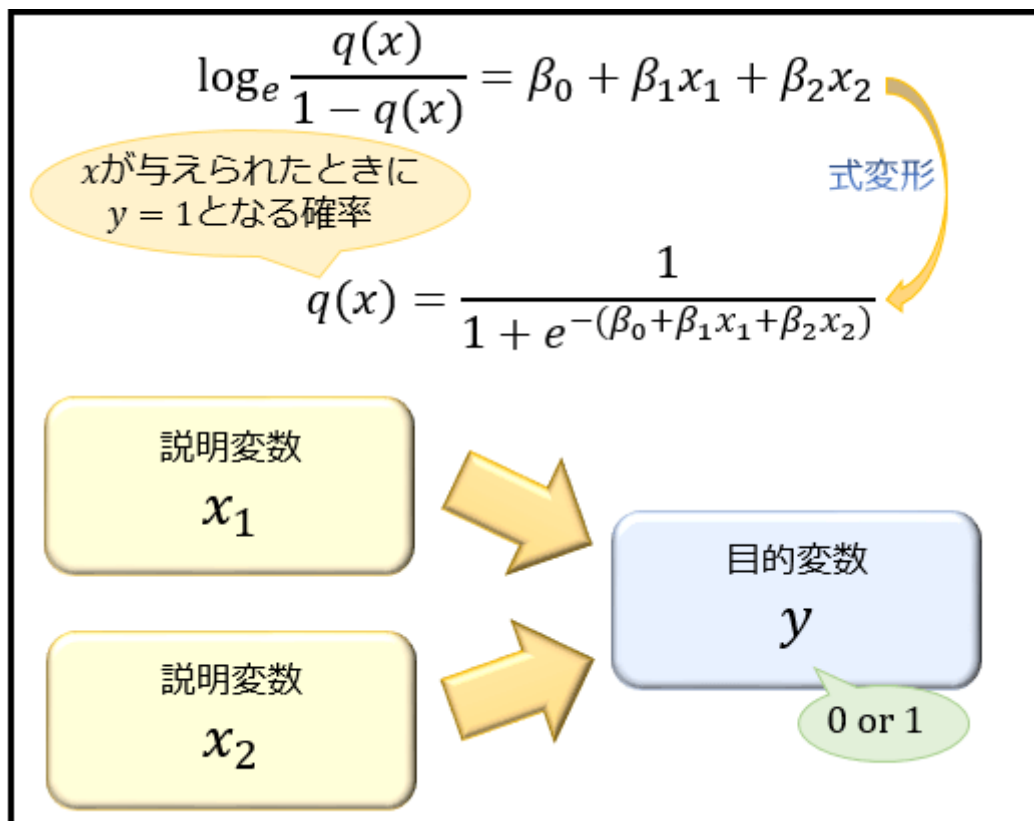 log_e q(x)/(1 − q(x)) = β₀ + β₁x₁ + β₂x₂
xが与えられたときに
y = 1となる確率
式変形
q(x) = 1/(1 + e^−(β₀+β₁x₁+β₂x₂))
説明変数
x₁
目的変数
y
0 or 1
説明変数
x₂